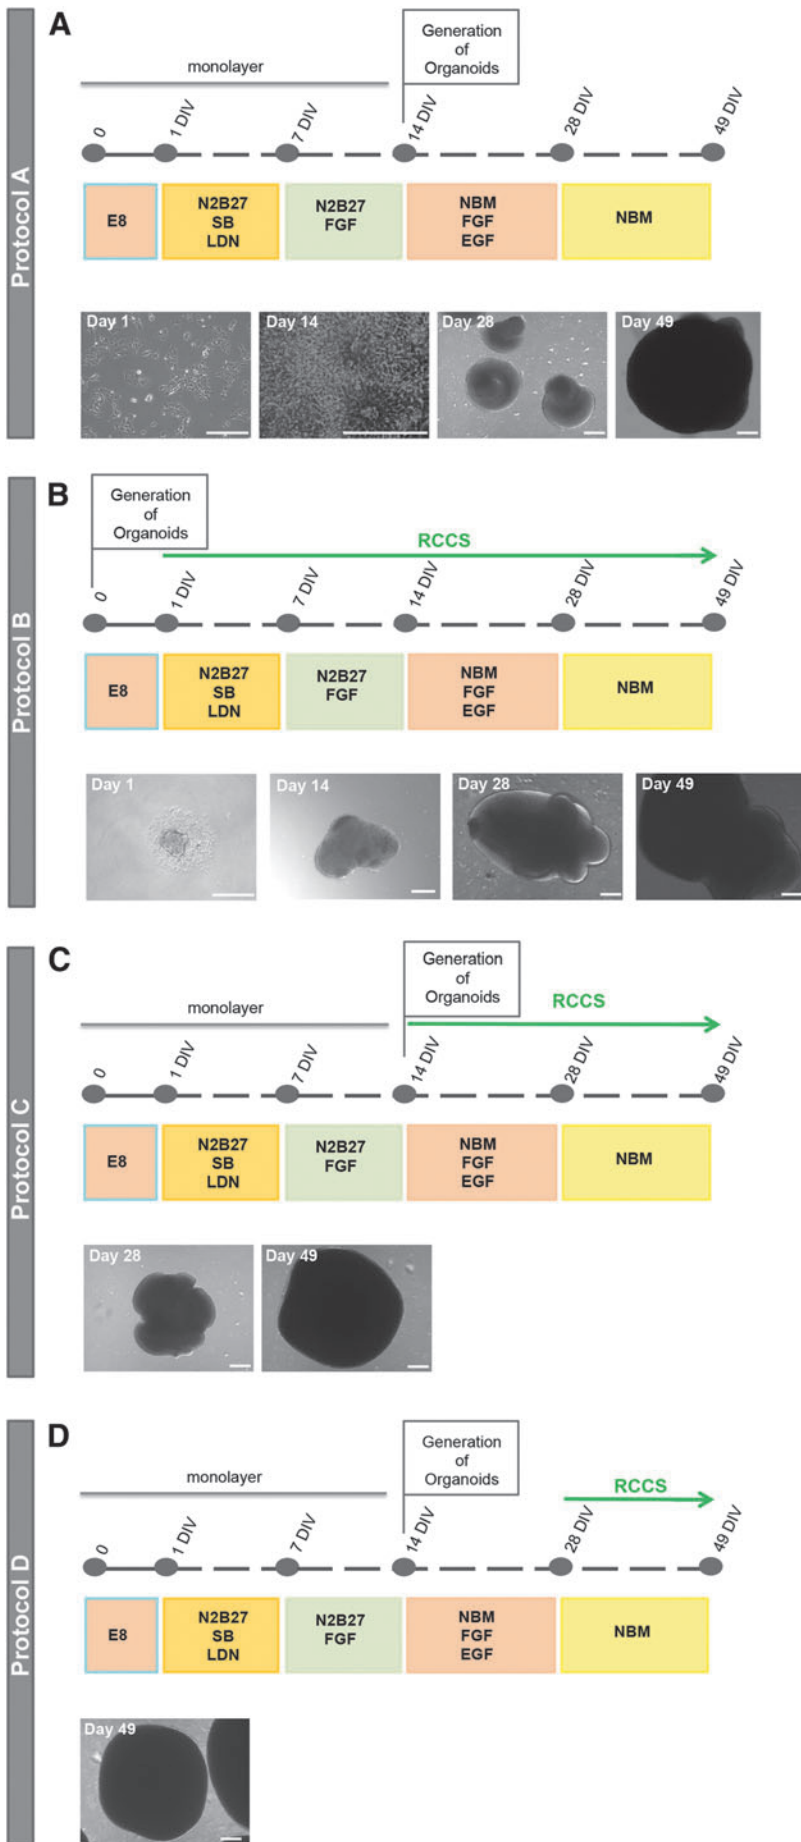 A
Protocol A
Generation
of
Organoids
monolayer
0
1 DIV
7 DIV
14 DIV
28 DIV
49 DIV
E8
N2B27
SB
LDN
N2B27
FGF
NBM
FGF
EGF
NBM
Day 1
Day 14
Day 28
Day 49
B
Protocol B
Generation
of
Organoids
RCCS
0
1 DIV
7 DIV
14 DIV
28 DIV
49 DIV
E8
N2B27
SB
LDN
N2B27
FGF
NBM
FGF
EGF
NBM
Day 1
Day 14
Day 28
Day 49
C
Protocol C
Generation
of
Organoids
monolayer
RCCS
0
1 DIV
7 DIV
14 DIV
28 DIV
49 DIV
E8
N2B27
SB
LDN
N2B27
FGF
NBM
FGF
EGF
NBM
Day 28
Day 49
D
Protocol D
Generation
of
Organoids
monolayer
RCCS
0
1 DIV
7 DIV
14 DIV
28 DIV
49 DIV
E8
N2B27
SB
LDN
N2B27
FGF
NBM
FGF
EGF
NBM
Day 49